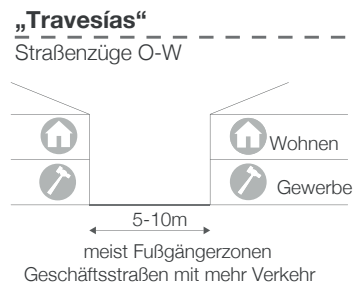 „Travesías“
Straßenzüge O-W
Wohnen
Gewerbe
5-10m
meist Fußgängerzonen
Geschäftsstraßen mit mehr Verkehr